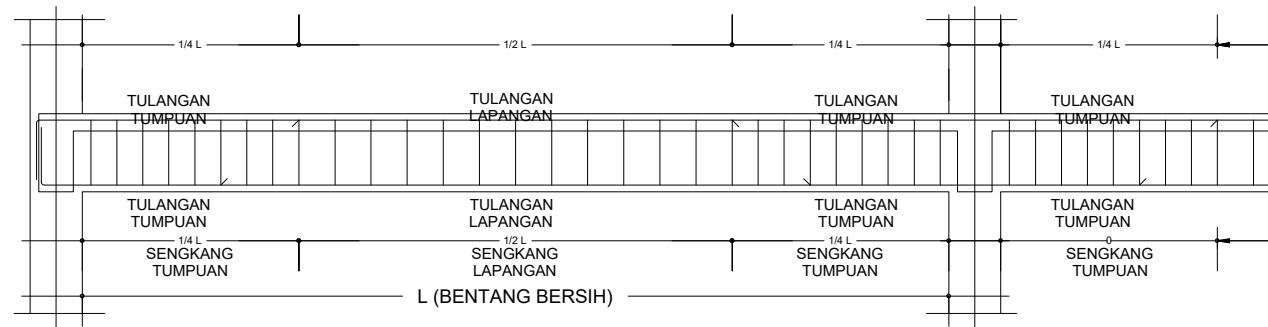 1/4 L 1/2 L 1/4 L 1/4 L
TULANGAN TULANGAN TULANGAN TULANGAN
TUMPUAN LAPANGAN TUMPUAN TUMPUAN
TULANGAN TULANGAN TULANGAN TULANGAN
TUMPUAN LAPANGAN TUMPUAN TUMPUAN
1/4 L 1/2 L 1/4 L 0
SENGKANG SENGKANG SENGKANG SENGKANG
TUMPUAN LAPANGAN TUMPUAN TUMPUAN
L (BENTANG BERSIH)